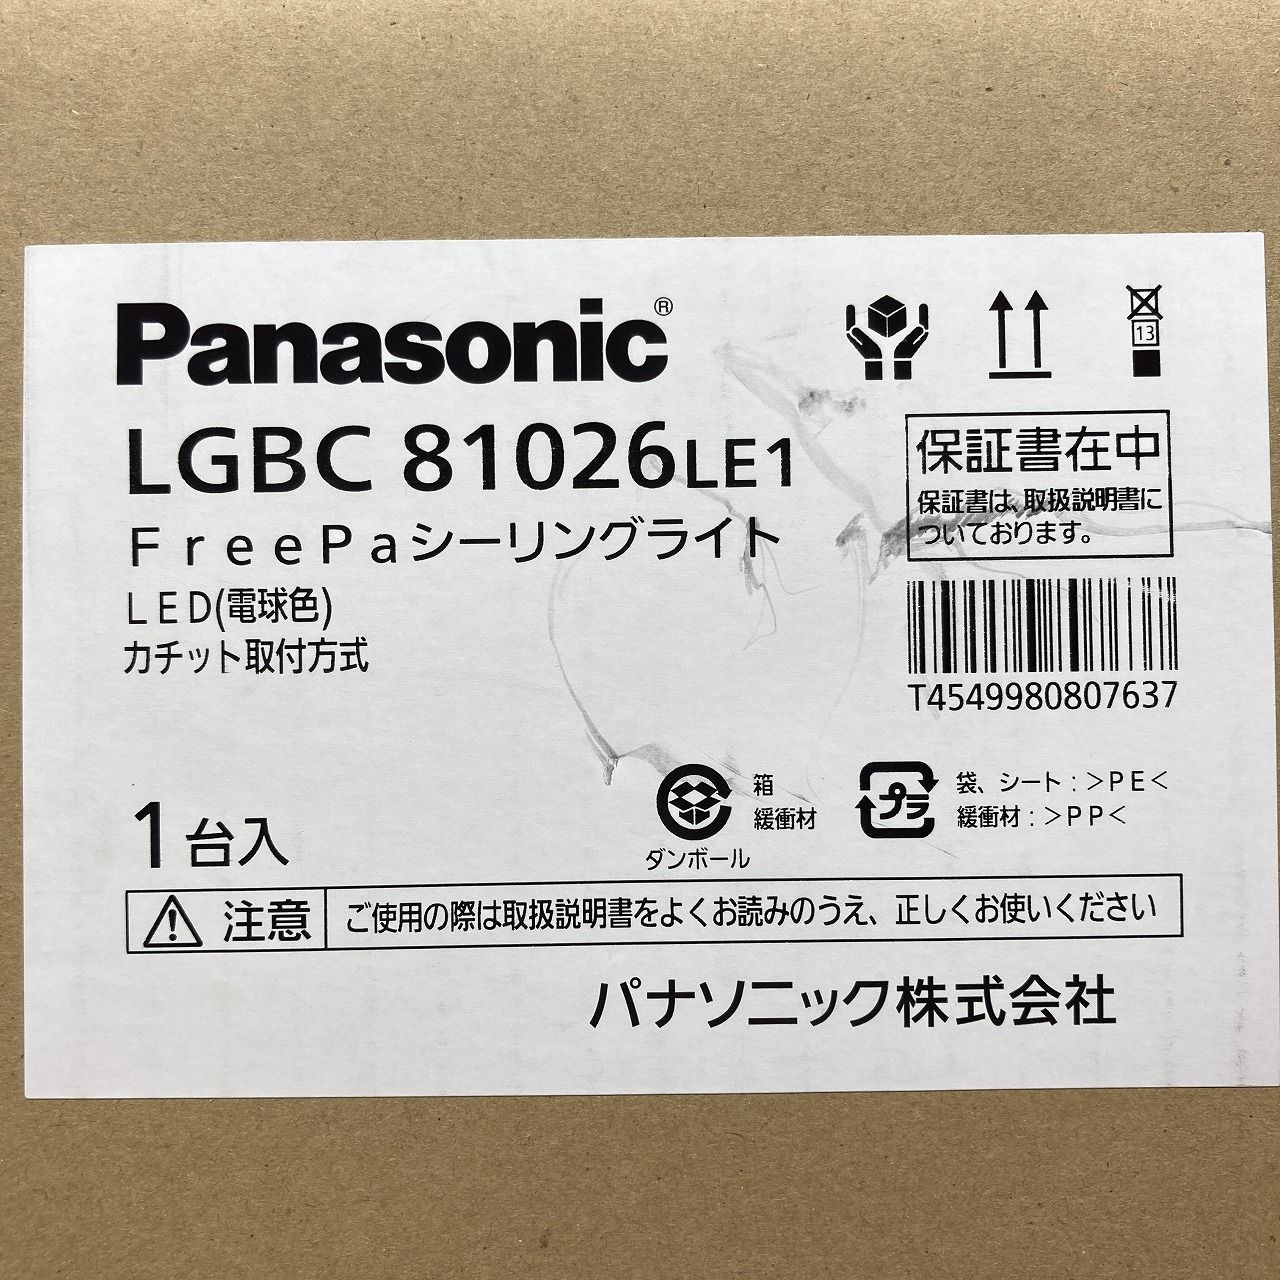 Panasonic®
LGBC 81026LE1
FreePaシーリングライト
LED(電球色)
カチット取付方式
13
保証書在中
保証書は、取扱説明書に
ついております。
T4549980807637
1台入
箱
緩衝材
ダンボール
プラ
袋、シート:>PE<
緩衝材:>PP<
注意
ご使用の際は取扱説明書をよくお読みのうえ、正しくお使いください
パナソニック株式会社